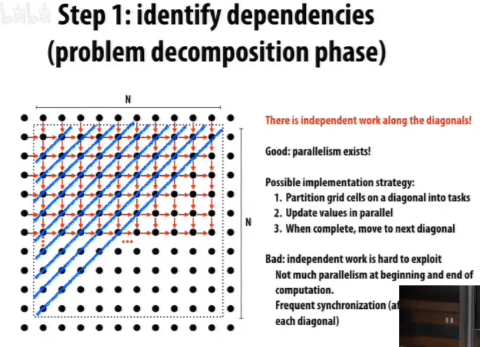 Step 1: identify dependencies
(problem decomposition phase)
N
N
There is independent work along the diagonals!
Good: parallelism exists!
Possible implementation strategy:
1. Partition grid cells on a diagonal into tasks
2. Update values in parallel
3. When complete, move to next diagonal
Bad: independent work is hard to exploit
Not much parallelism at beginning and end of
computation.
Frequent synchronization (af
each diagonal)
...